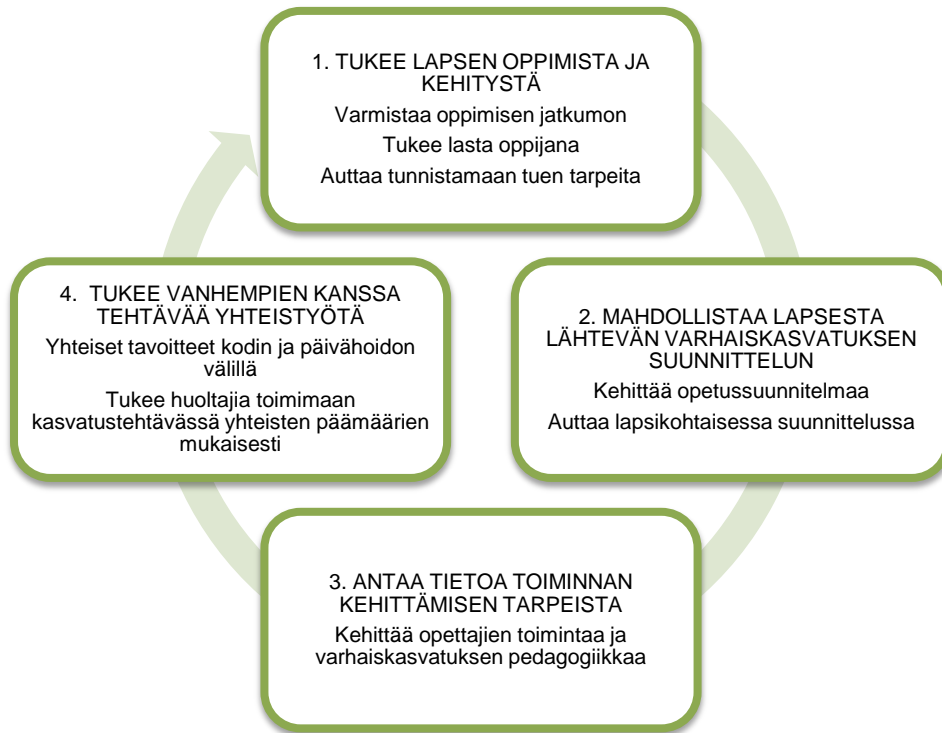 1. TUKEE LAPSEN OPPIMISTA JA
KEHITYSTÄ
Varmistaa oppimisen jatkumon
Tukee lasta oppijana
Auttaa tunnistamaan tuen tarpeita
2. MAHDOLLISTAA LAPSESTA
LÄHTEVÄN VARHAISKASVATUKSEN
SUUNNITTELUN
Kehittää opetussuunnitelmaa
Auttaa lapsikohtaisessa suunnittelussa
3. ANTAA TIETOA TOIMINNAN
KEHITTÄMISEN TARPEISTA
Kehittää opettajien toimintaa ja
varhaiskasvatuksen pedagogiikkaa
4. TUKEE VANHEMPIEN KANSSA
TEHTÄVÄÄ YHTEISTYÖTÄ
Yhteiset tavoitteet kodin ja päivähoidon
välillä
Tukee huoltajia toimimaan
kasvatustehtävässä yhteisten päämäärien
mukaisesti